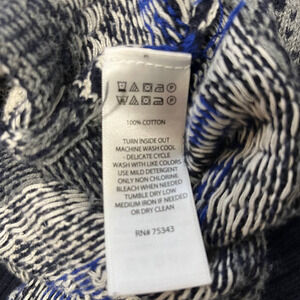 100% COTTON
TURN INSIDE OUT
MACHINE WASH COOL
- DELICATE CYCLE
WASH WITH LIKE COLORS
USE MILD DETERGENT
ONLY NON CHLORINE
BLEACH WHEN NEEDED
TUMBLE DRY LOW
MEDIUM IRON IF NEEDED
OR DRY CLEAN
RN# 75343